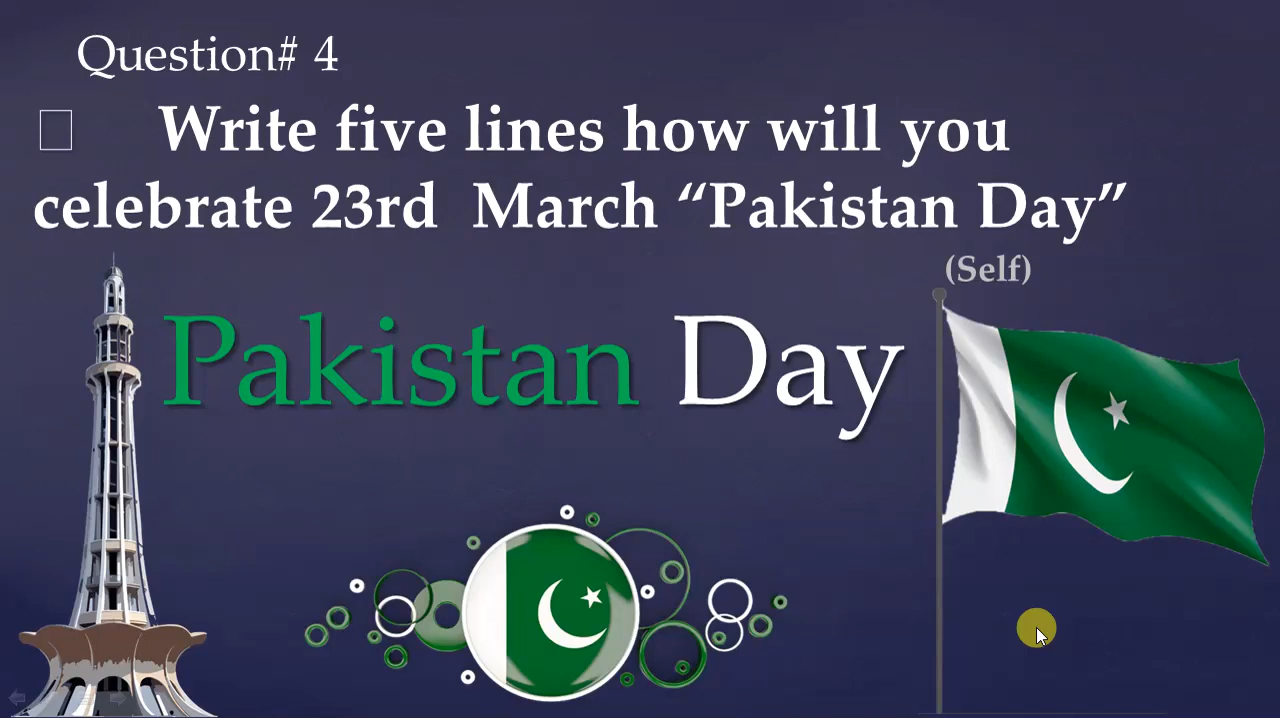 Question# 4
Write five lines how will you
celebrate 23rd March “Pakistan Day”
(Self)
Pakistan Day